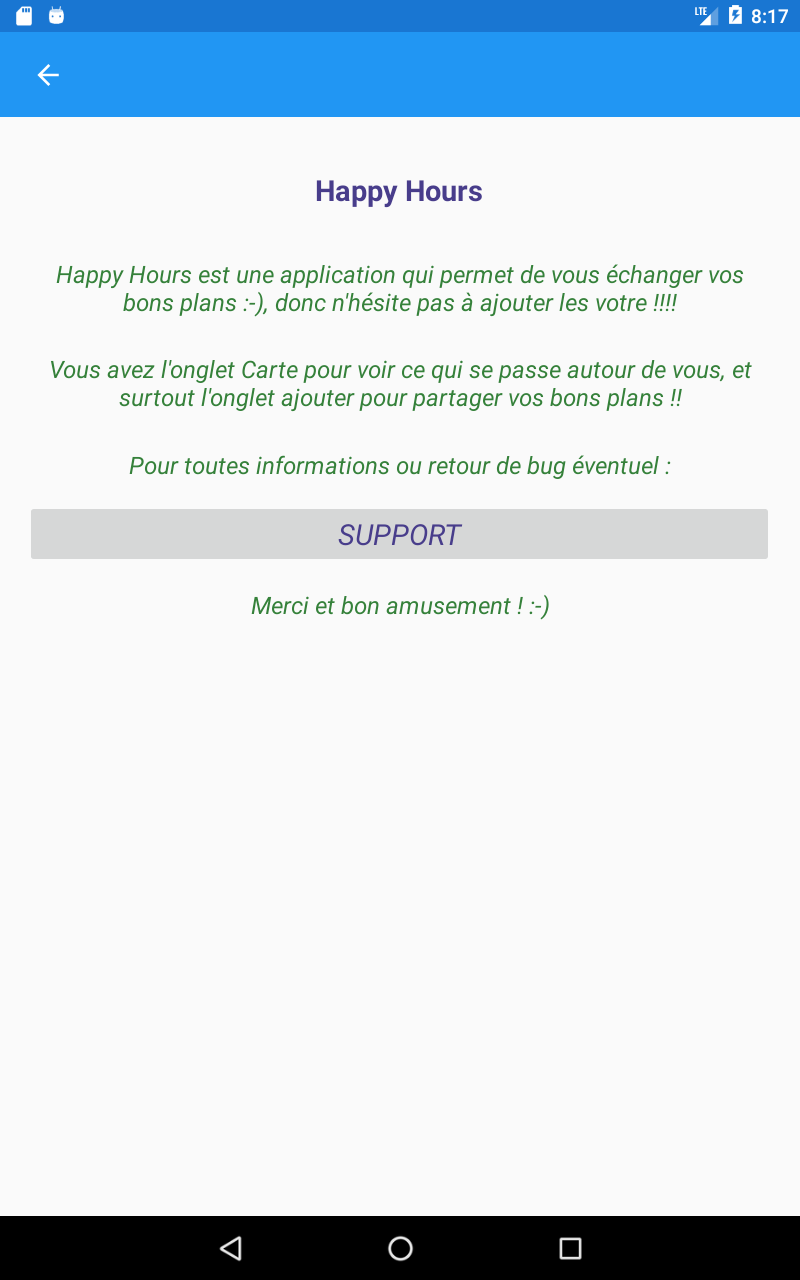 LTE 8:17
Happy Hours
Happy Hours est une application qui permet de vous échanger vos
bons plans :-), donc n'hésite pas à ajouter les votre !!!!
Vous avez l'onglet Carte pour voir ce qui se passe autour de vous, et
surtout l'onglet ajouter pour partager vos bons plans !!
Pour toutes informations ou retour de bug éventuel :
SUPPORT
Merci et bon amusement ! :-)